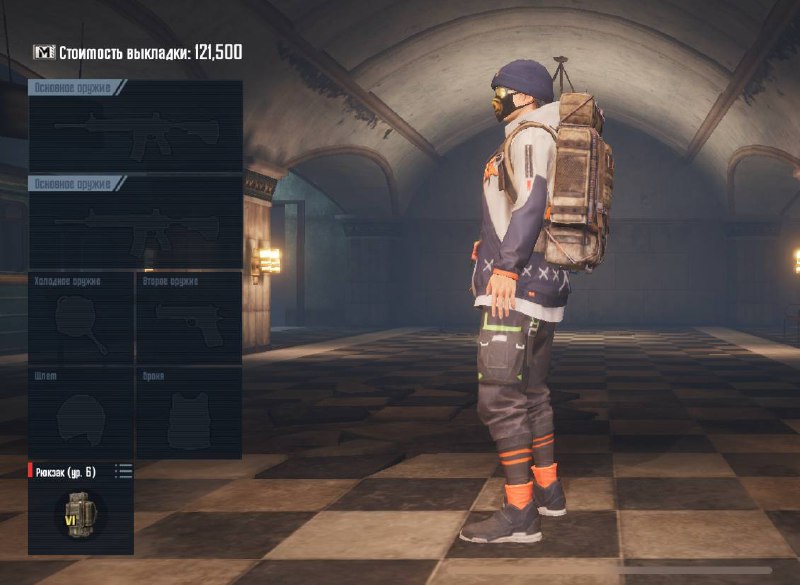 M Стоимость выкладки: 121,500
Основное оружие
Основное оружие
Холодное оружие Второе оружие
Шлем Броня
Рюкзак (ур. 6)
VI